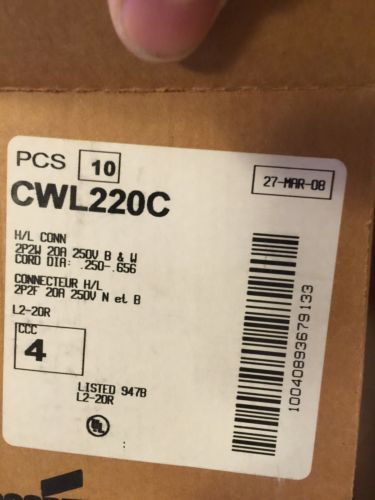 PCS 10
27-MAR-08
CWL220C
H/L CONN
2P2W 20A 250V B & W
CORD DIA: .250-.656
CONNECTEUR H/L
2P2F 20A 250V N et B
L2-20R
CCC
4
LISTED 947B
L2-20R
UL
10040893679133